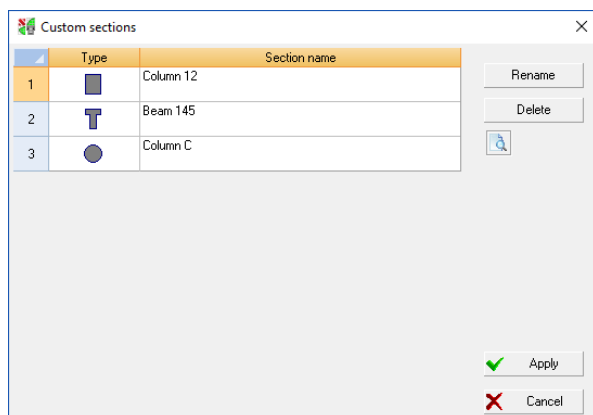 Custom sections
Type Section name
1 Column 12
2 Beam 145
3 Column C
Rename
Delete
Apply
Cancel